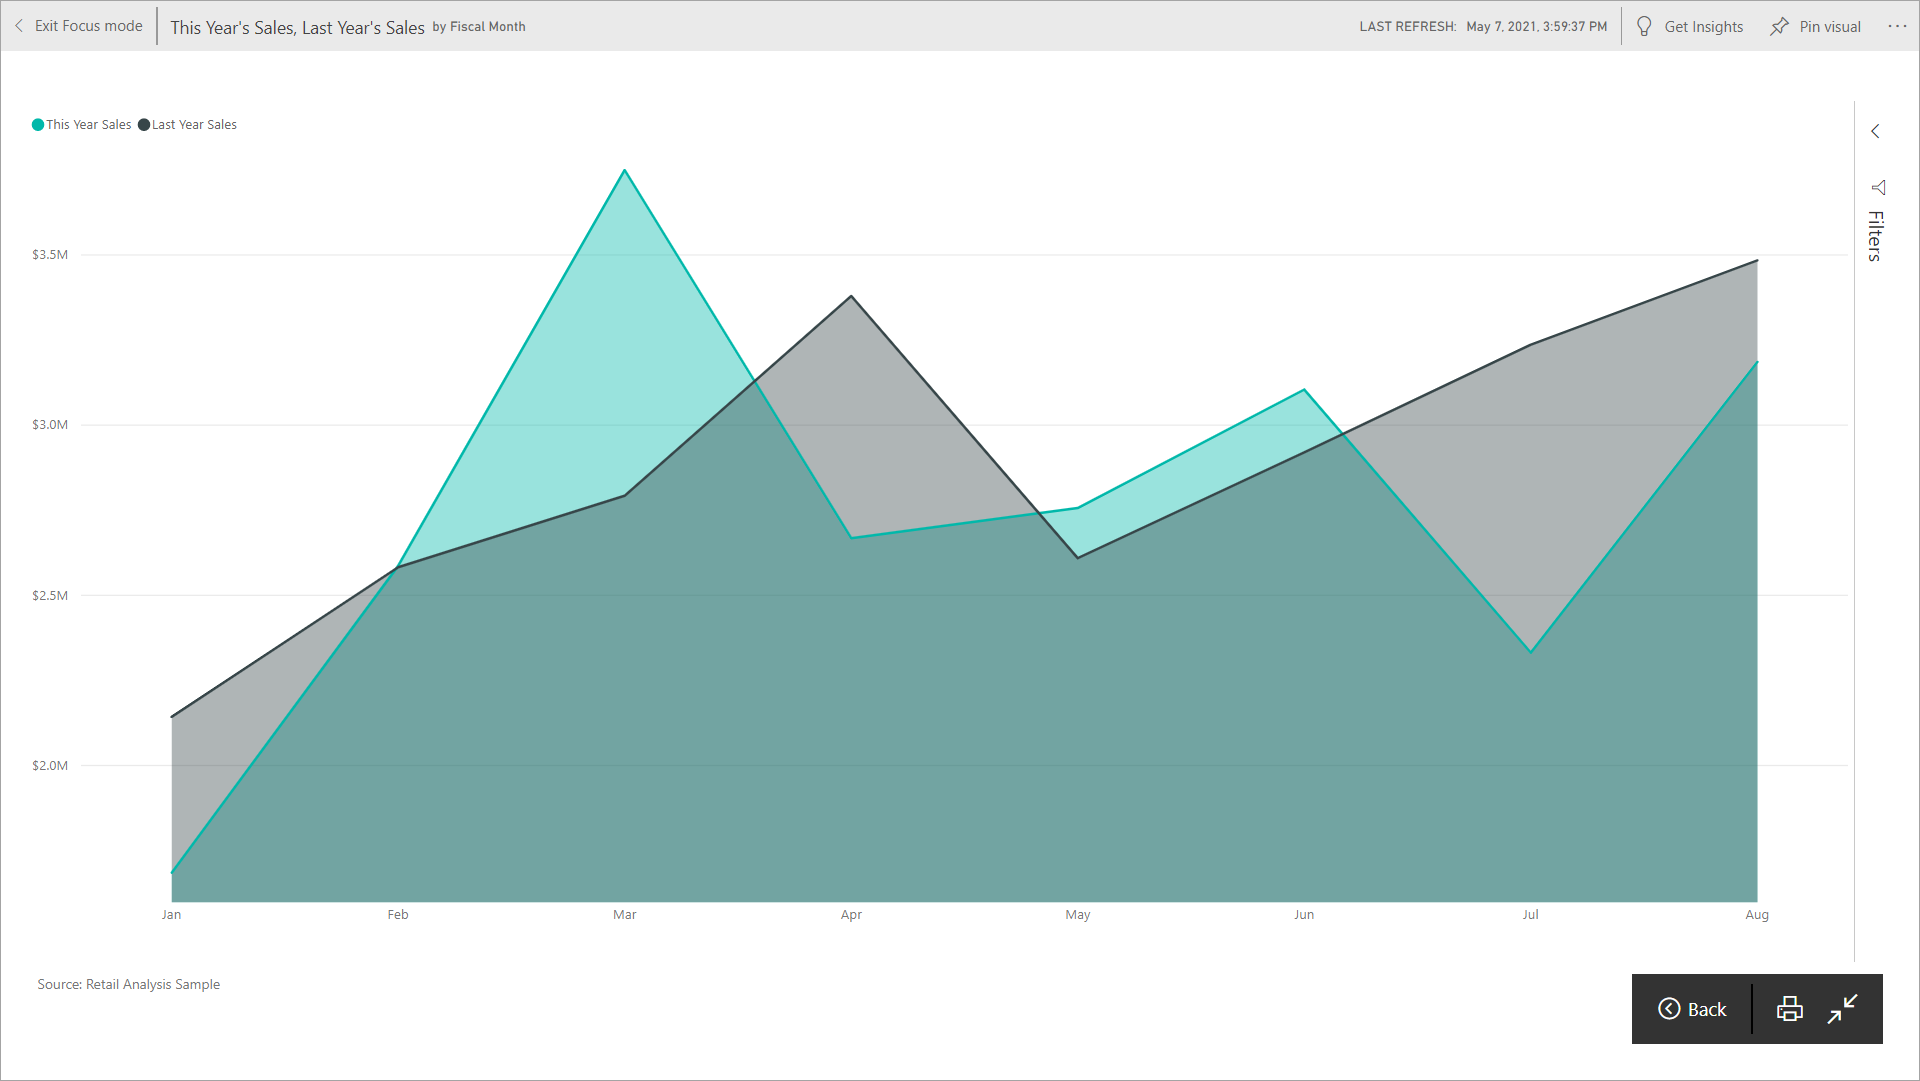 Exit Focus mode
This Year's Sales, Last Year's Sales by Fiscal Month
LAST REFRESH: May 7, 2021, 3:59:37 PM
Get Insights
Pin visual
This Year Sales
Last Year Sales
Filters
$3.5M
$3.0M
$2.5M
$2.0M
Jan Feb Mar Apr May Jun Jul Aug
Source: Retail Analysis Sample
Back